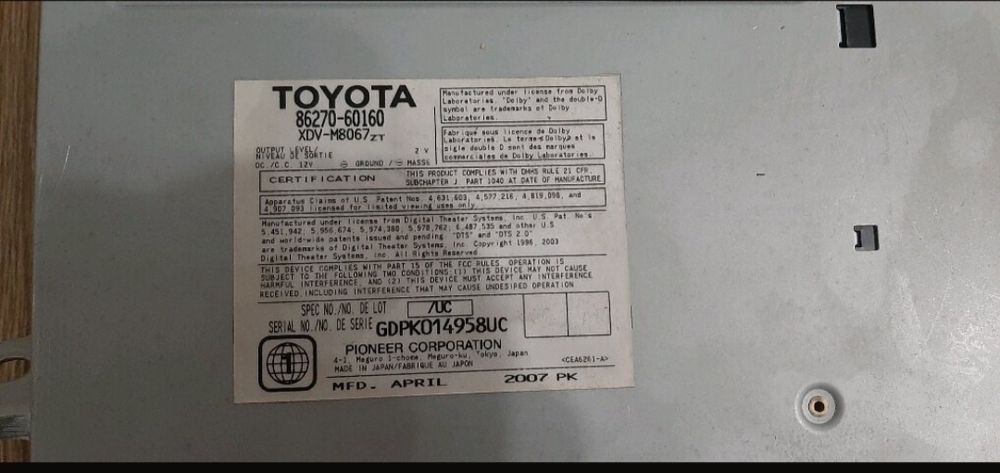 TOYOTA
86270-60160
XDV-M8067ZT
Manufactured under license from Dolby
Laboratories. "Dolby" and the double-D
symbol are trademarks of Dolby
Laboratories.
Fabrique sous licence de Dolby
Laboratories. Le terme «Dolby» et le
sigle double D sont des marques
commerciales de Dolby Laboratories.
OUTPUT LEVEL/
NIVEAU DE SORTIE 2 V
DC./C.C. 12V ⊖ GROUND / ⊖ MASSE
CERTIFICATION
THIS PRODUCT COMPLIES WITH DHHS RULE 21 CFR,
SUBCHAPTER J PART 1040 AT DATE OF MANUFACTURE
Apparatus Claims of U.S. Patent Nos. 4,631,603, 4,577,216, 4,819,098, and
4,907,093 licensed for limited viewing uses only.
Manufactured under license from Digital Theater Systems, Inc. U.S. Pat. No's
5,451,942; 5,956,674; 5,974,380; 5,978,762; 6,487,535 and other U.S
and world-wide patents issued and pending. "DTS" and "DTS 2.0"
are trademarks of Digital Theater Systems, Inc. Copyright 1996, 2003
Digital Theater Systems, Inc. All Rights Reserved
THIS DEVICE COMPLIES WITH PART 15 OF THE FCC RULES. OPERATION IS
SUBJECT TO THE FOLLOWING TWO CONDITIONS:(1) THIS DEVICE MAY NOT CAUSE
HARMFUL INTERFERENCE, AND (2) THIS DEVICE MUST ACCEPT ANY INTERFERENCE
RECEIVED, INCLUDING INTERFERENCE THAT MAY CAUSE UNDESIRED OPERATION
SPEC NO./NO. DE LOT /UC
SERIAL NO./NO. DE SERIE GDPK014958UC
PIONEER CORPORATION
4-1, Meguro 1-chome, Meguro-ku, Tokyo, Japan
MADE IN JAPAN/FABRIQUE AU JAPON <CEA6261-A>
MFD. APRIL 2007 PK